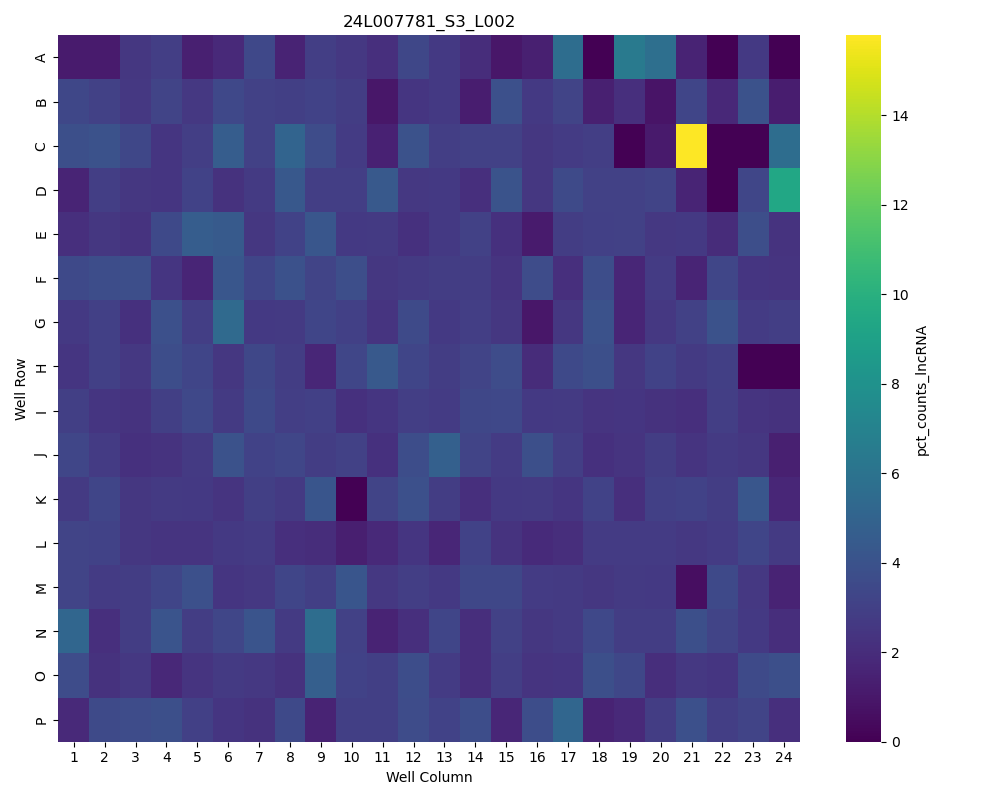 24L007781_S3_L002
A
B
C
D
E
F
G
H
I
J
K
L
M
N
O
P
Well Row
1 2 3 4 5 6 7 8 9 10 11 12 13 14 15 16 17 18 19 20 21 22 23 24
Well Column
14
12
10
8
6
4
2
0
pct_counts_lncRNA